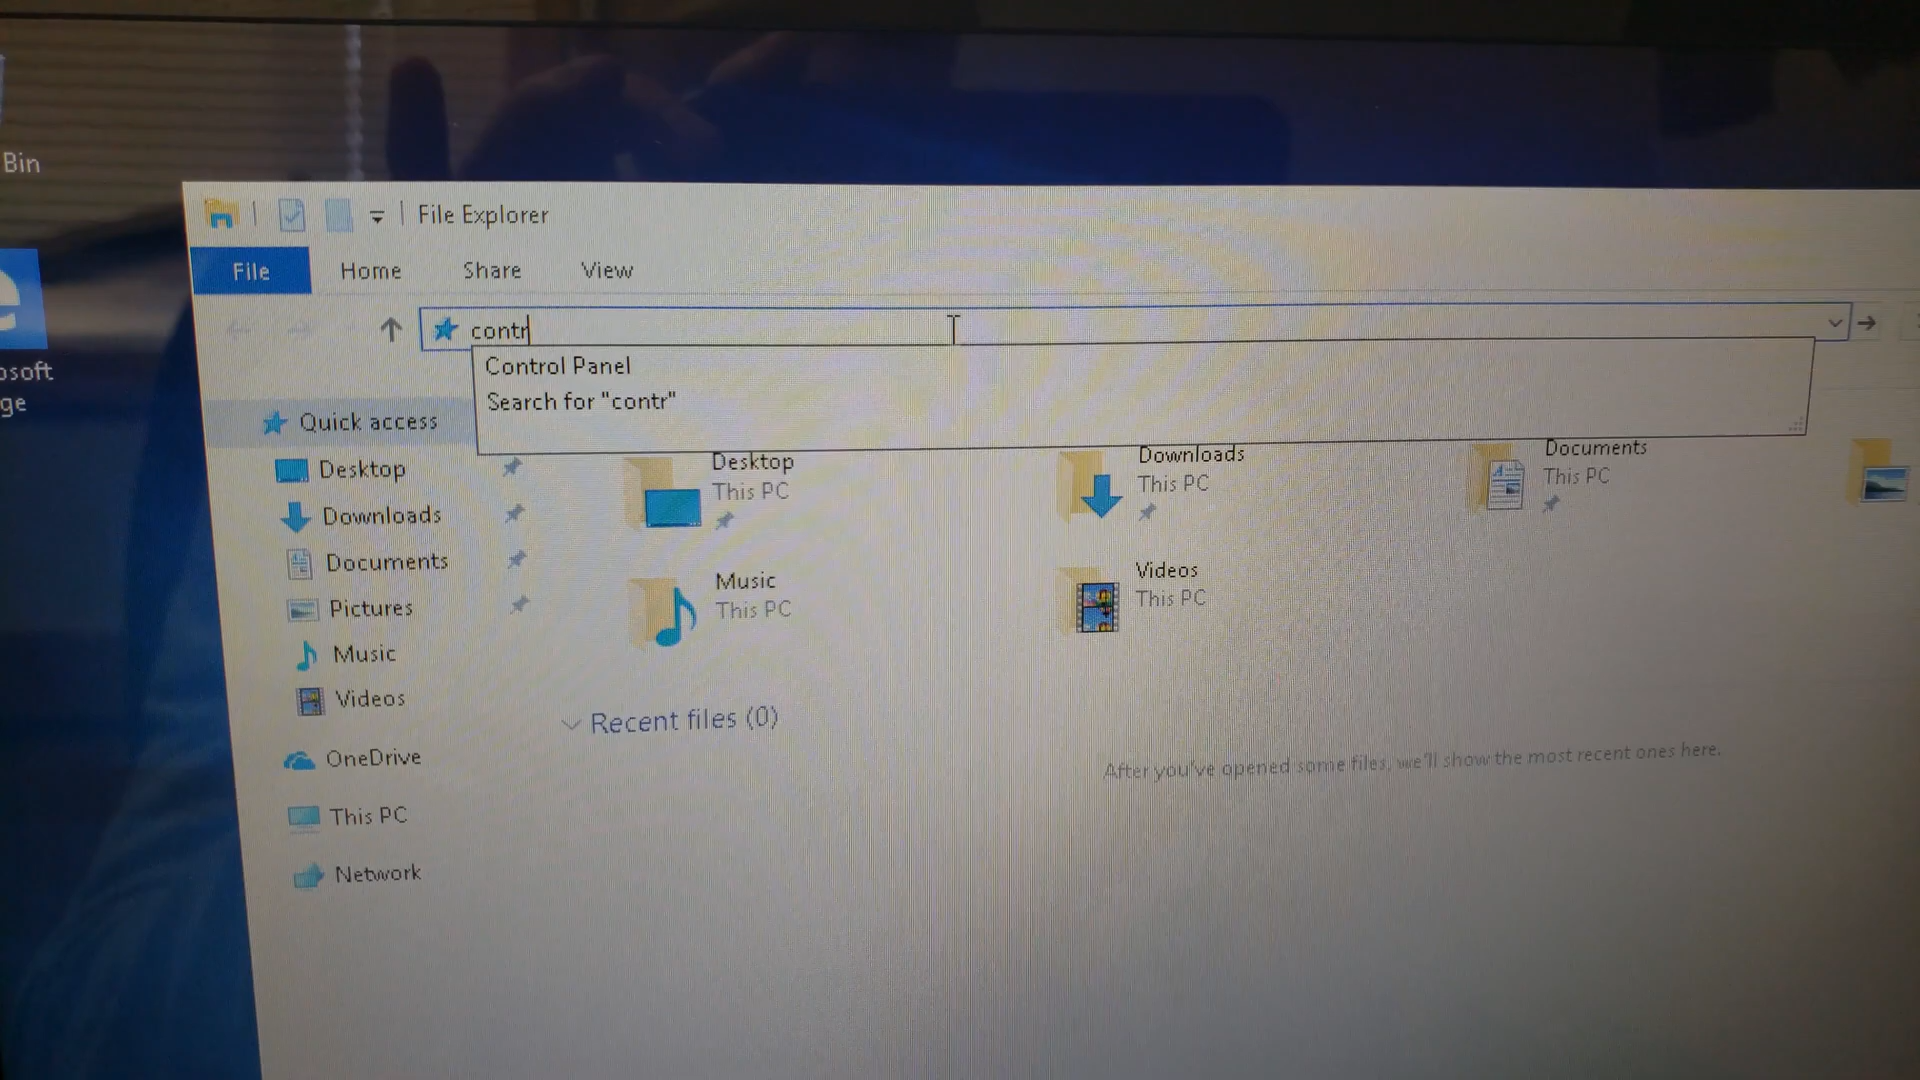 Bin
osoft
ge
File Explorer
File
Home
Share
View
contr
Control Panel
Search for "contr"
Quick access
Desktop
Downloads
Documents
Pictures
Music
Videos
OneDrive
This PC
Network
Desktop
This PC
Downloads
This PC
Documents
This PC
Music
This PC
Videos
This PC
Recent files (0)
After you've opened some files, we'll show the most recent ones here.